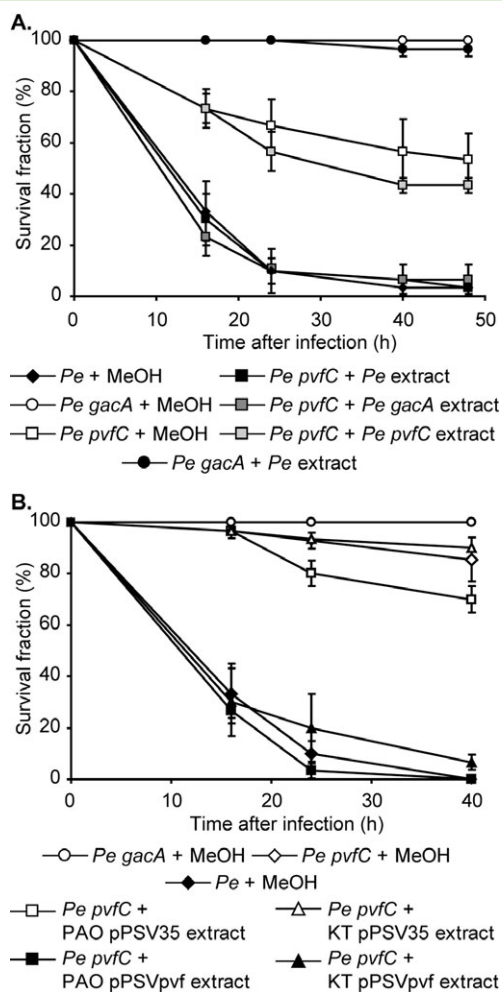 A.
100
80
60
40
20
0
Survival fraction (%)
0 10 20 30 40 50
Time after infection (h)
Pe + MeOH Pe pvfC + Pe extract
Pe gacA + MeOH Pe pvfC + Pe gacA extract
Pe pvfC + MeOH Pe pvfC + Pe pvfC extract
Pe gacA + Pe extract
B.
100
80
60
40
20
0
Survival fraction (%)
0 10 20 30 40
Time after infection (h)
Pe gacA + MeOH Pe pvfC + MeOH
Pe + MeOH
Pe pvfC + Pe pvfC +
PAO pPSV35 extract KT pPSV35 extract
Pe pvfC + Pe pvfC +
PAO pPSVpvf extract KT pPSVpvf extract